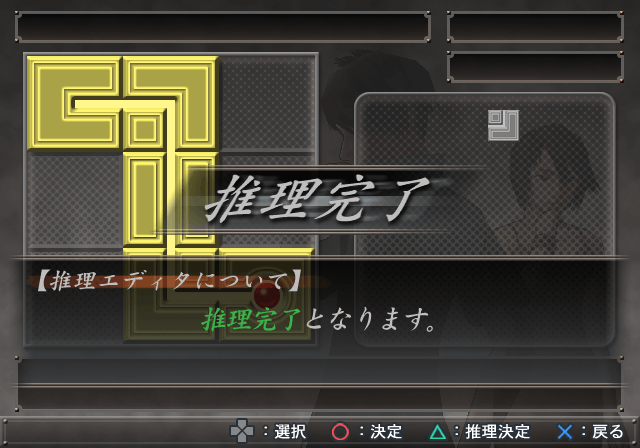 推理完了
【推理エディタについて】
推理完了となります。
：選択 ：決定 ：推理決定 ：戻る